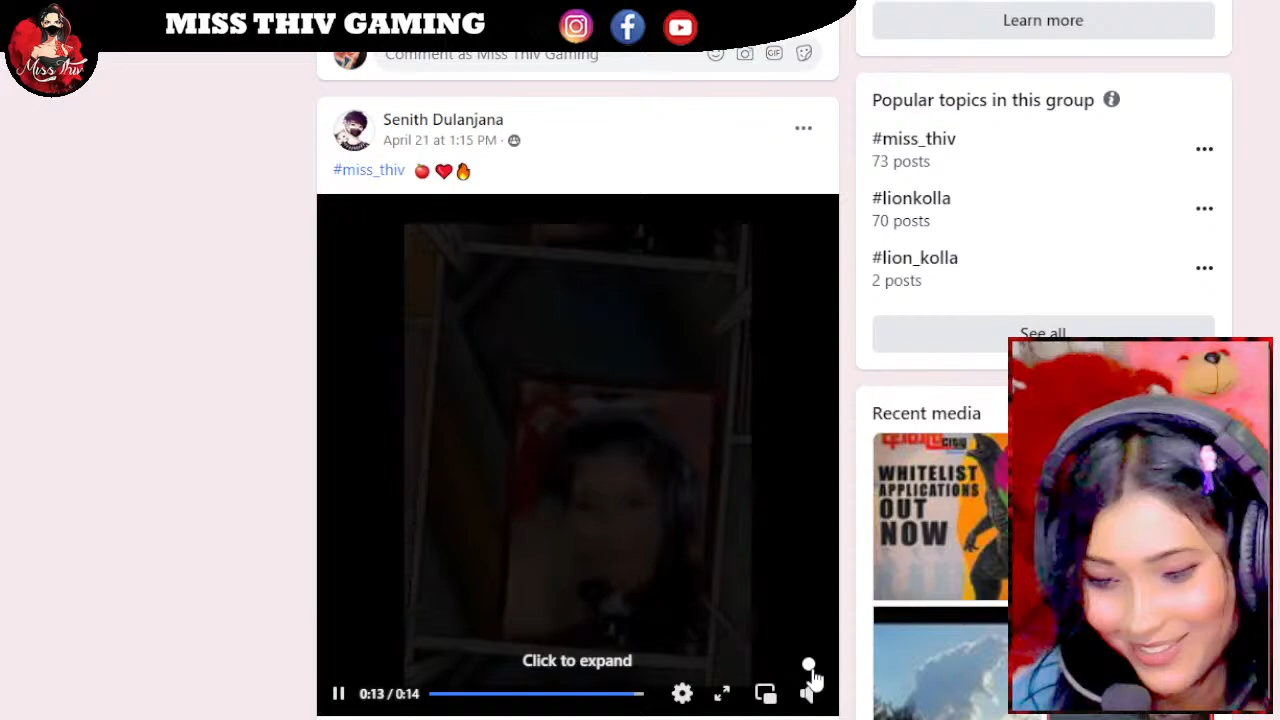 MISS THIV GAMING
Miss Thiv
Learn more
Comment as Miss Thiv Gaming
GIF
Senith Dulanjana
April 21 at 1:15 PM ·
#miss_thiv
Click to expand
0:13 / 0:14
Popular topics in this group
#miss_thiv
73 posts
#lionkolla
70 posts
#lion_kolla
2 posts
See all
Recent media
CITY
WHITELIST
APPLICATIONS
OUT
NOW